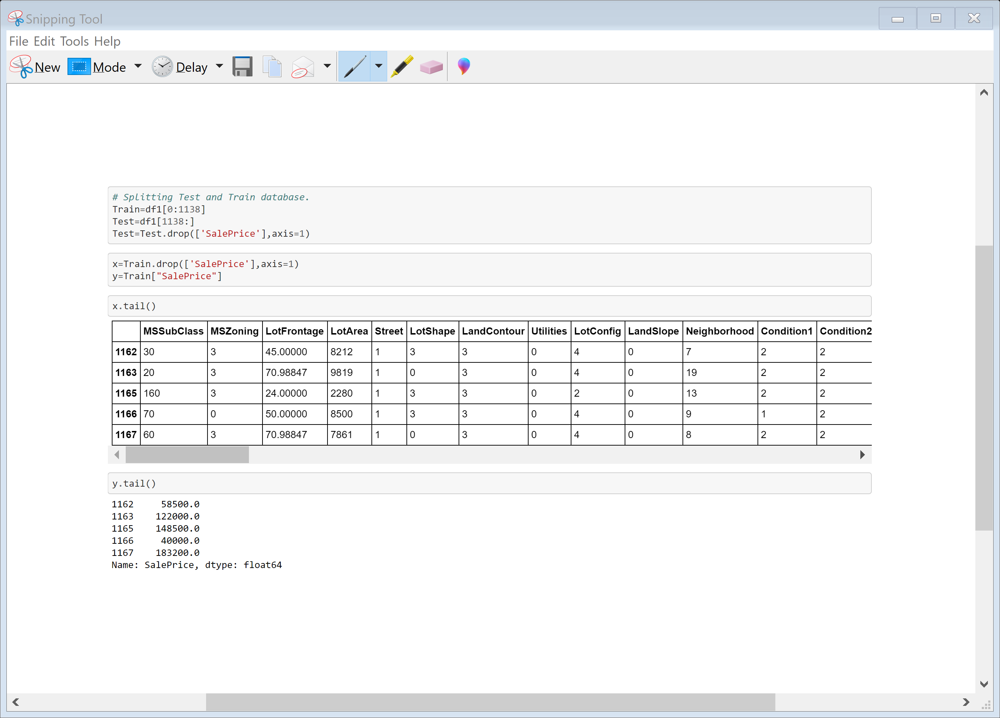 Snipping Tool
File Edit Tools Help
New Mode Delay
# Splitting Test and Train database.
Train=df1[0:1138]
Test=df1[1138:]
Test=Test.drop(['SalePrice'],axis=1)
x=Train.drop(['SalePrice'],axis=1)
y=Train["SalePrice"]
x.tail()
MSSubClass MSZoning LotFrontage LotArea Street LotShape LandContour Utilities LotConfig LandSlope Neighborhood Condition1 Condition2
1162 30 3 45.00000 8212 1 3 3 0 4 0 7 2 2
1163 20 3 70.98847 9819 1 0 3 0 4 0 19 2 2
1165 160 3 24.00000 2280 1 3 3 0 2 0 13 2 2
1166 70 0 50.00000 8500 1 3 3 0 4 0 9 1 2
1167 60 3 70.98847 7861 1 0 3 0 4 0 8 2 2
y.tail()
1162 58500.0
1163 122000.0
1165 148500.0
1166 40000.0
1167 183200.0
Name: SalePrice, dtype: float64